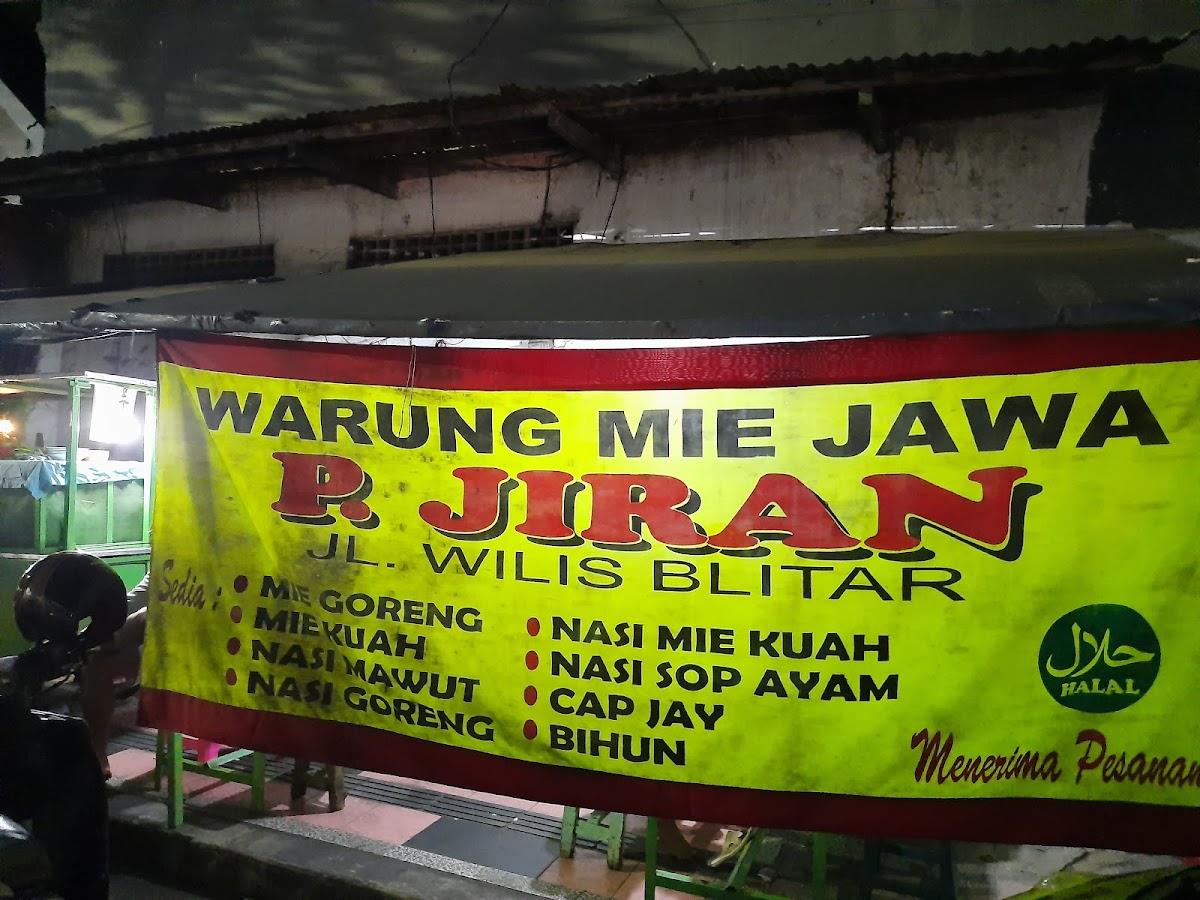 WARUNG MIE JAWA
P. JIRAN
JL. WILIS BLITAR
Sedia :
• MIE GORENG
• MIE KUAH
• NASI MAWUT
• NASI GORENG
• NASI MIE KUAH
• NASI SOP AYAM
• CAP JAY
• BIHUN
حلال
HALAL
Menerima Pesanan